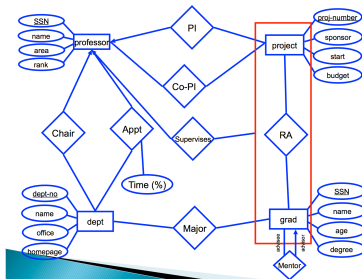 SSN
name
area
rank
professor
PI
Co-PI
project
proj-number
sponsor
start
budget
Chair
Appt
Supervises
RA
Time (%)
dept-no
name
office
homepage
dept
Major
grad
SSN
name
age
degree
advisee
advisor
Mentor